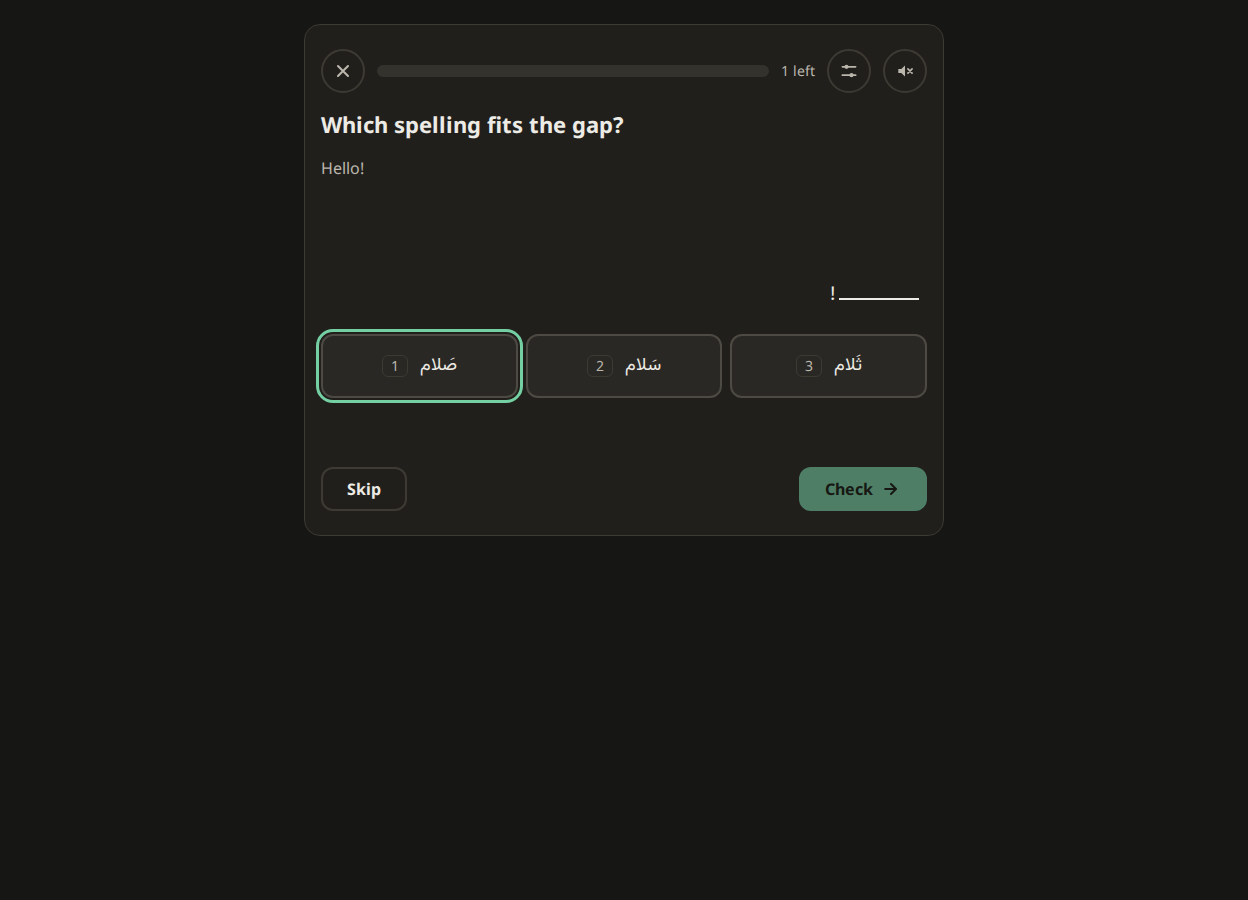 1 left
Which spelling fits the gap?
Hello!
!
1 صَلام
2 سَلام
3 ثَلام
Skip
Check